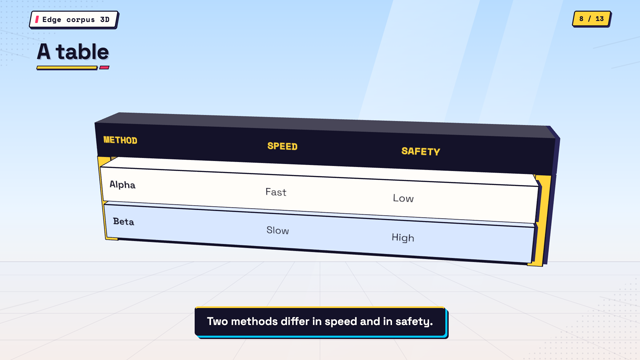 Edge corpus 3D
8 / 13
A table
METHOD SPEED SAFETY
Alpha Fast Low
Beta Slow High
Two methods differ in speed and in safety.